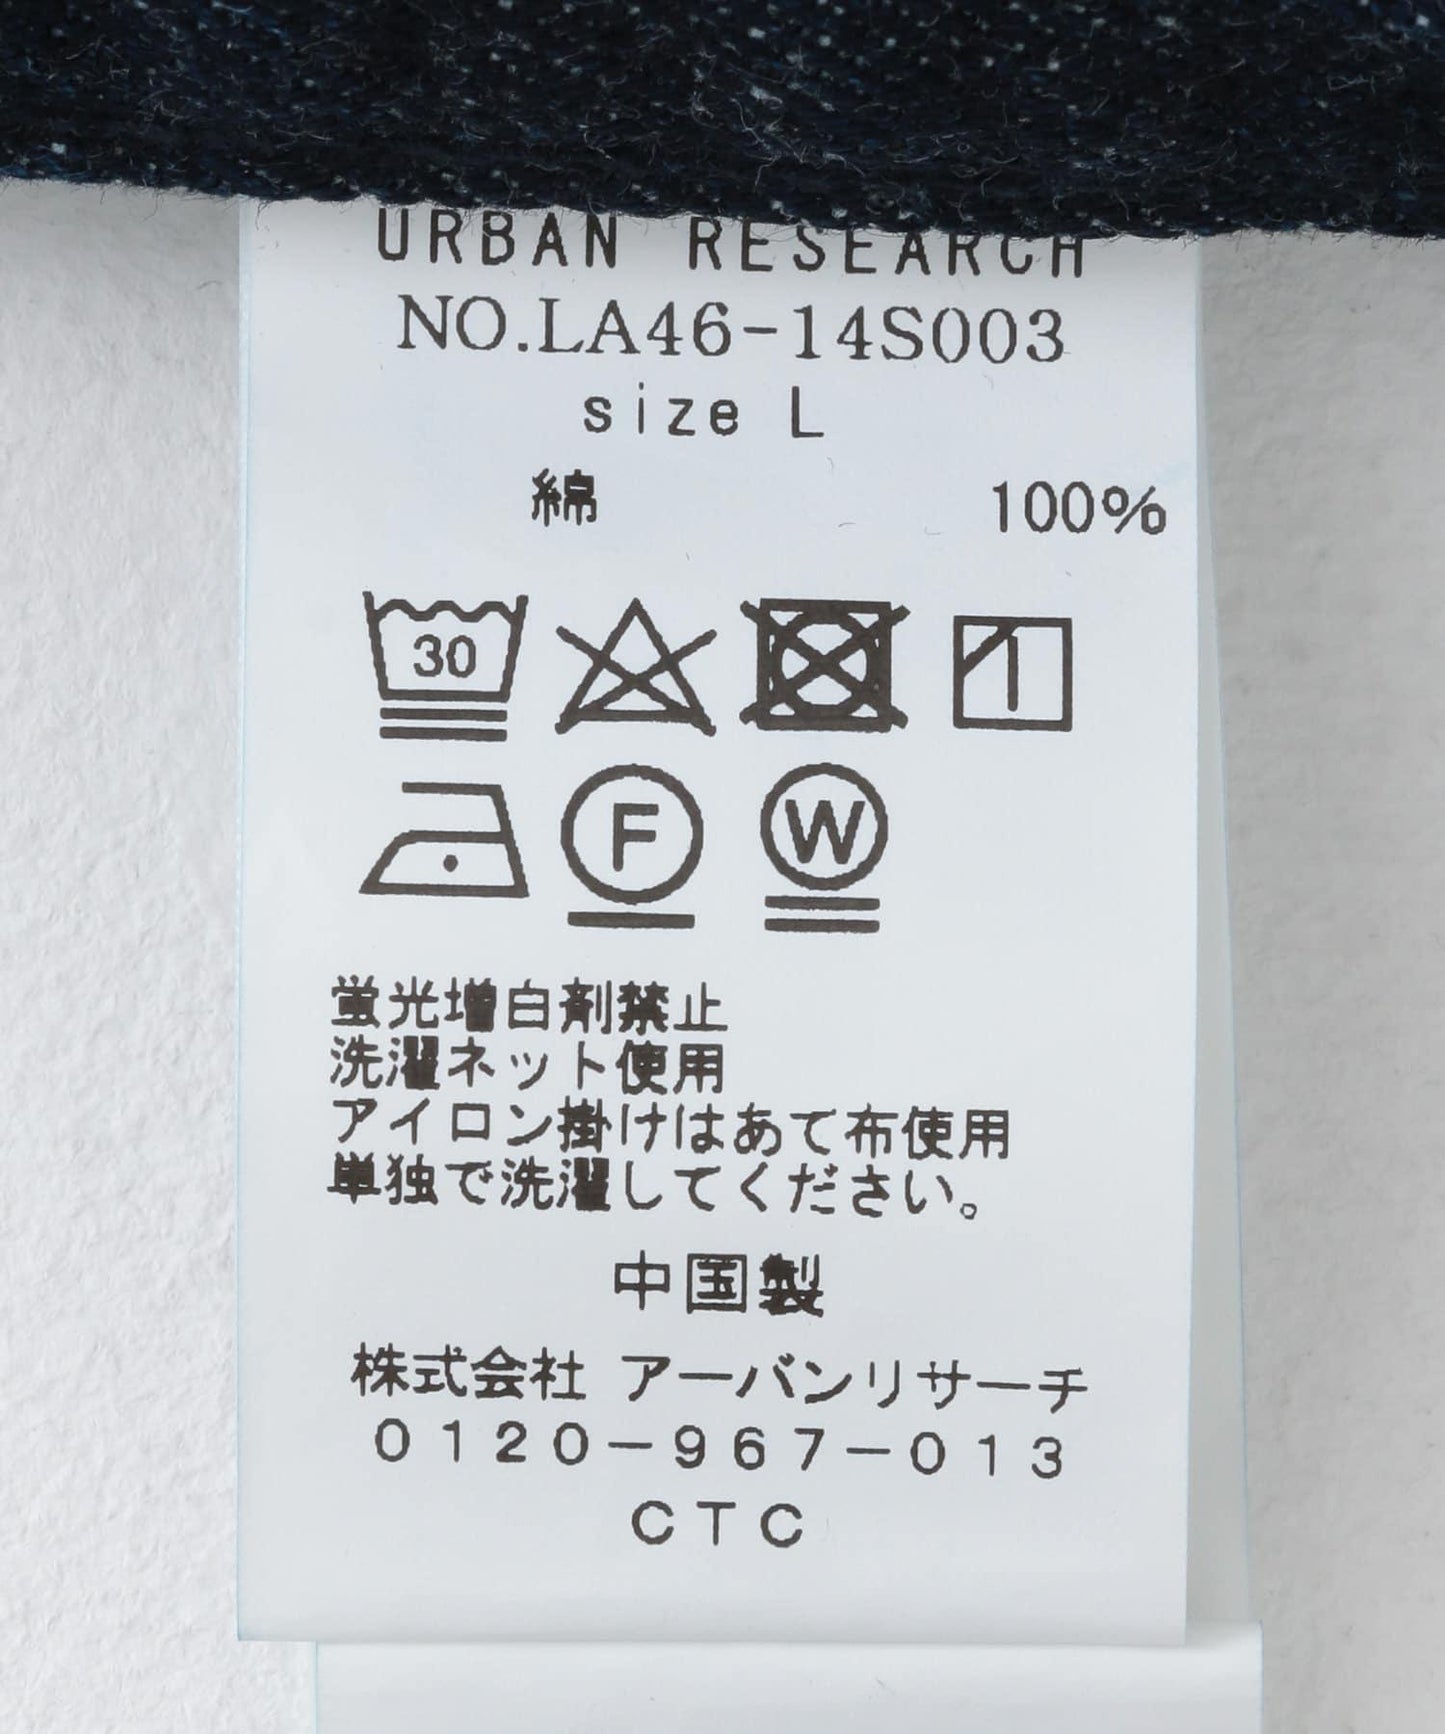 URBAN RESEARCH
NO.LA46-14S003
size L
綿 100%
30
F W
蛍光増白剤禁止
洗濯ネット使用
アイロン掛けはあて布使用
単独で洗濯してください。
中国製
株式会社 アーバンリサーチ
0120-967-013
CTC